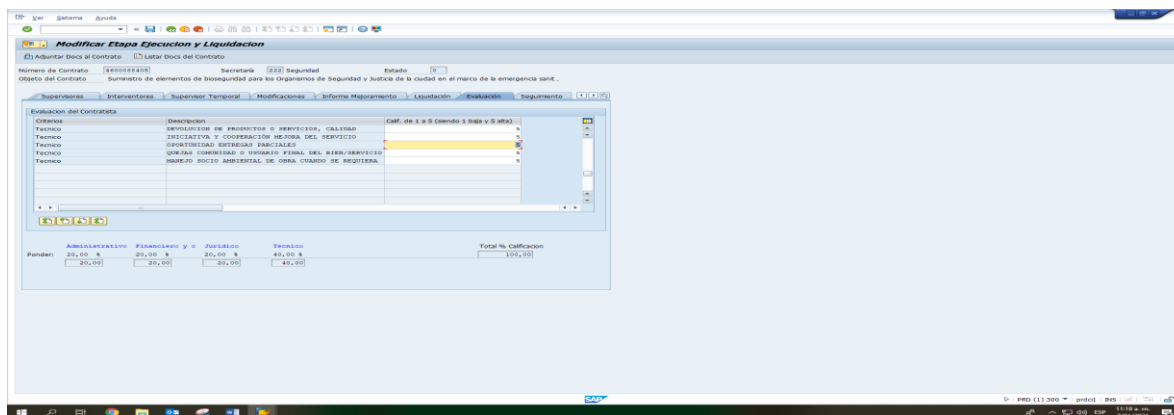 Ver Sistema Ayuda
Modificar Etapa Ejecucion y Liquidacion
Adjuntar Docs al Contrato Listar Docs del Contrato
Número de Contrato Secretaría 222 Seguridad Estado
Objeto del Contrato Suministro de elementos de bioseguridad para los Organismos de Seguridad y Justicia de la ciudad en el marco de la emergencia sanit...
Supervisores Interventores Supervisor Temporal Modificaciones Informe Mejoramento Liquidación Evaluación Seguimiento
Evaluacion del Contratista
Criterios Descripcion Calif. de 1 a 5 (siendo 1 baja y 5 alta)
Tecnico DEVOLUCION DE PRODUCTOS O SERVICIOS, CALIDAD 5
Tecnico INICIATIVA Y COOPERACIÓN MEJORA DEL SERVICIO 5
Tecnico OPORTUNIDAD ENTREGAS PARCIALES 5
Tecnico QUEJAS COMUNIDAD O USUARIO FINAL DEL BIEN/SERVICIO 5
Tecnico MANEJO SOCIO AMBIENTAL DE OBRA CUANDO SE REQUIERA 5
Administrativo Financiero y c Juridico Tecnico Total % Calificacion
Ponder: 20,00 % 20,00 % 20,00 % 40,00 % 100,00
20,00 20,00 20,00 40,00
SAP
PRD (1) 300 prdci1 INS
ESP 11:18 a. m.